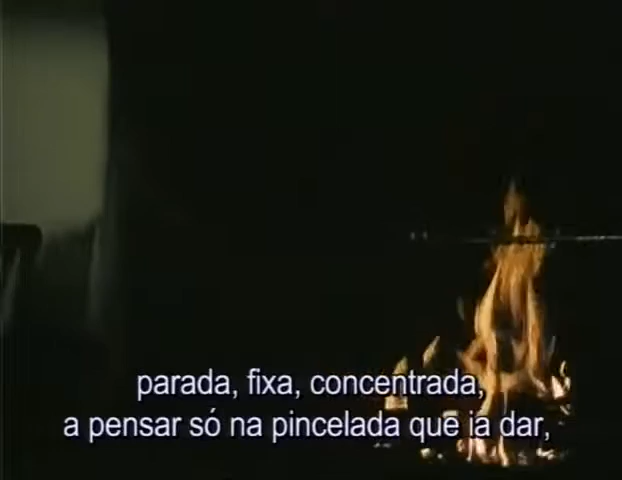 parada, fixa, concentrada,
a pensar só na pincelada que ia dar,